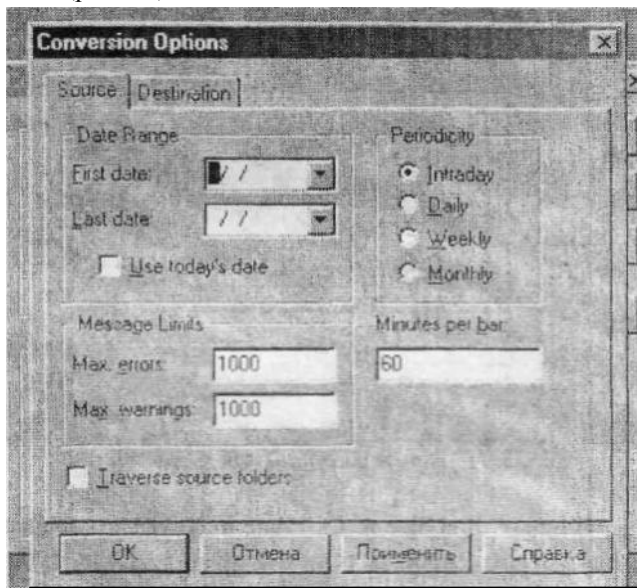 Conversion Options
Source Destination
Date Range
First date: / /
Last date: / /
Use today's date
Periodicity
Intraday
Daily
Weekly
Monthly
Message Limits
Max. errors: 1000
Max. warnings: 1000
Minutes per bar:
60
Traverse source folders
OK Отмена Применить Справка